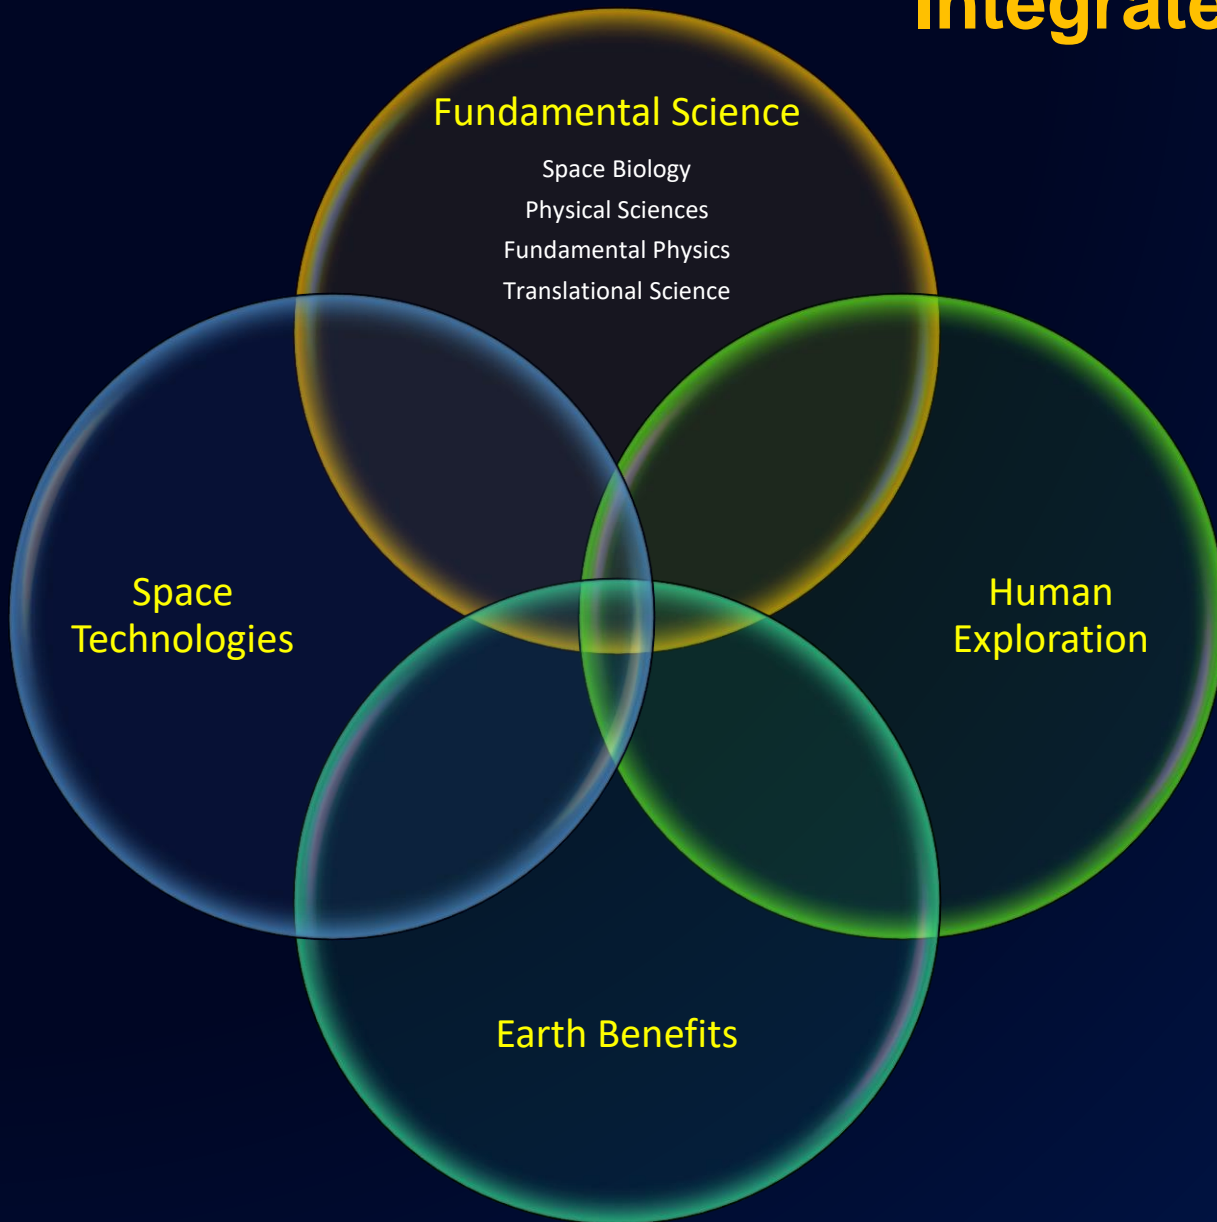 Fundamental Science
Space Biology
Physical Sciences
Fundamental Physics
Translational Science
Space
Technologies
Human
Exploration
Earth Benefits